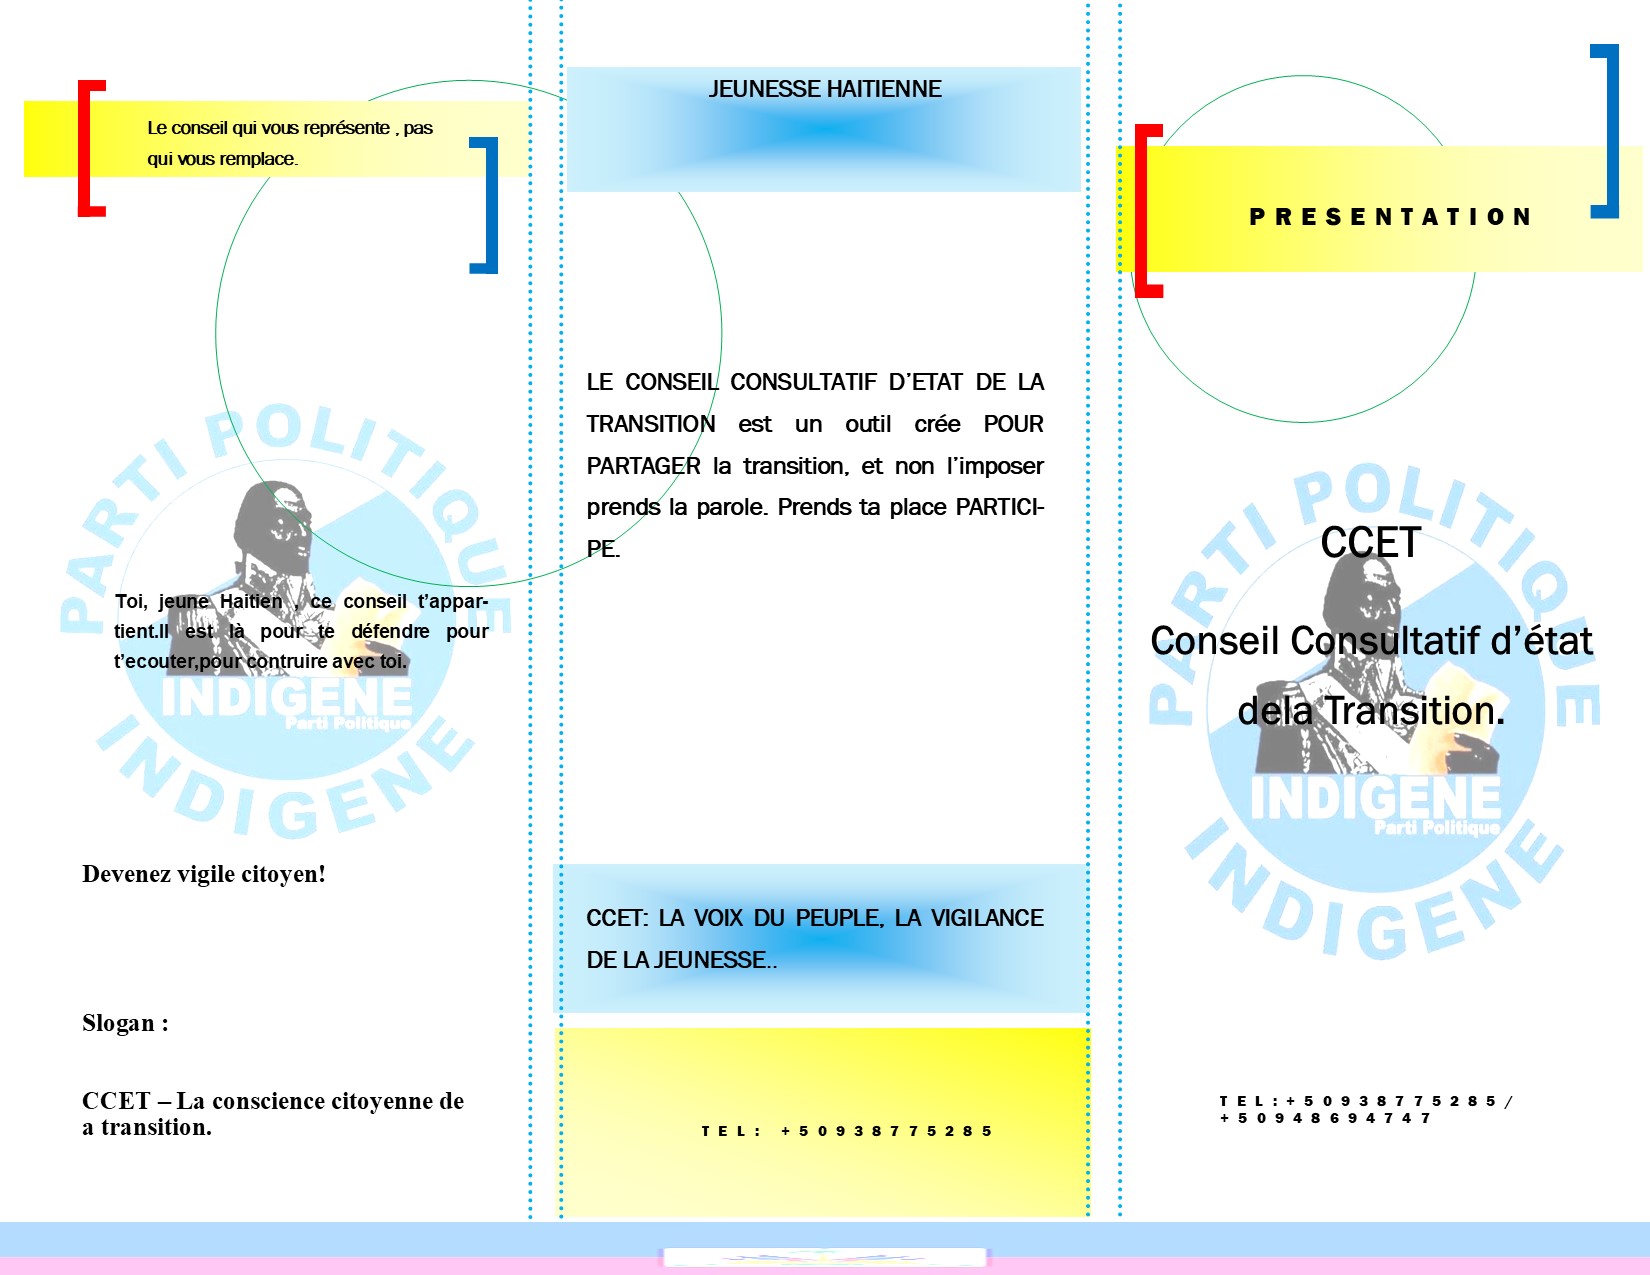 Le conseil qui vous représente , pas
qui vous remplace.
PARTI POLITIQUE
Toi, jeune Haitien , ce conseil t’appar-
tient.Il est là pour te défendre pour
t’ecouter,pour contruire avec toi.
INDIGENE
Parti Politique
INDIGENE
Devenez vigile citoyen!
Slogan :
CCET – La conscience citoyenne de
a transition.
JEUNESSE HAITIENNE
LE CONSEIL CONSULTATIF D’ETAT DE LA
TRANSITION est un outil crée POUR
PARTAGER la transition, et non l’imposer
prends la parole. Prends ta place PARTICI-
PE.
CCET: LA VOIX DU PEUPLE, LA VIGILANCE
DE LA JEUNESSE..
TEL: +50938775285
PRESENTATION
PARTI POLITIQUE
CCET
Conseil Consultatif d’état
dela Transition.
INDIGENE
Parti Politique
INDIGENE
TEL:+50938775285/
+50948694747